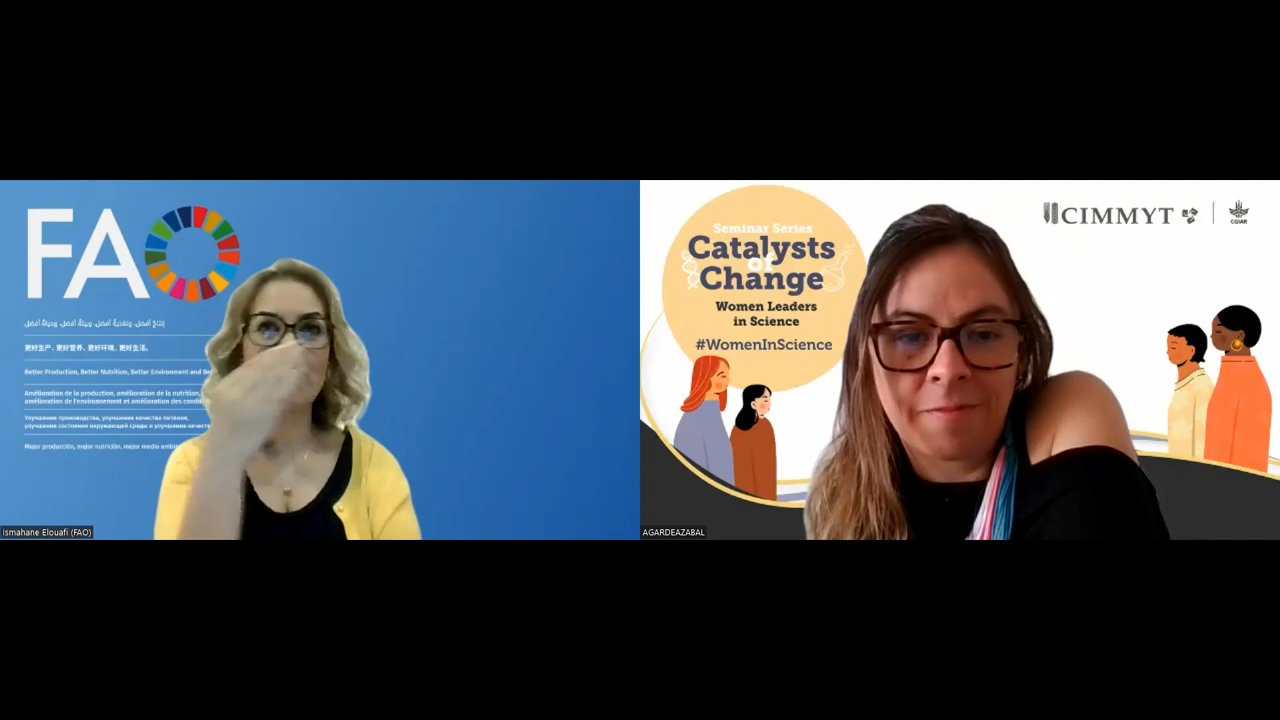 FAO
إنتاج أفضل، وتغذية أفضل، وبيئة أفضل، وحياة أفضل.
更好生产、更好营养、更好环境、更好生活。
Better Production, Better Nutrition, Better Environment and Be
Amélioration de la production, amélioration de la nutrition,
amélioration de l'environnement et amélioration des condi
Улучшение производства, улучшение качества питания,
улучшение состояния окружающей среды и улучшение качест
Mejor producción, mejor nutrición, mejor medio ambie
Ismahane Elouafi (FAO)
Seminar Series
Catalysts
of
Change
Women Leaders
in Science
#WomenInScience
CIMMYT
CGIAR
AGARDEAZABAL